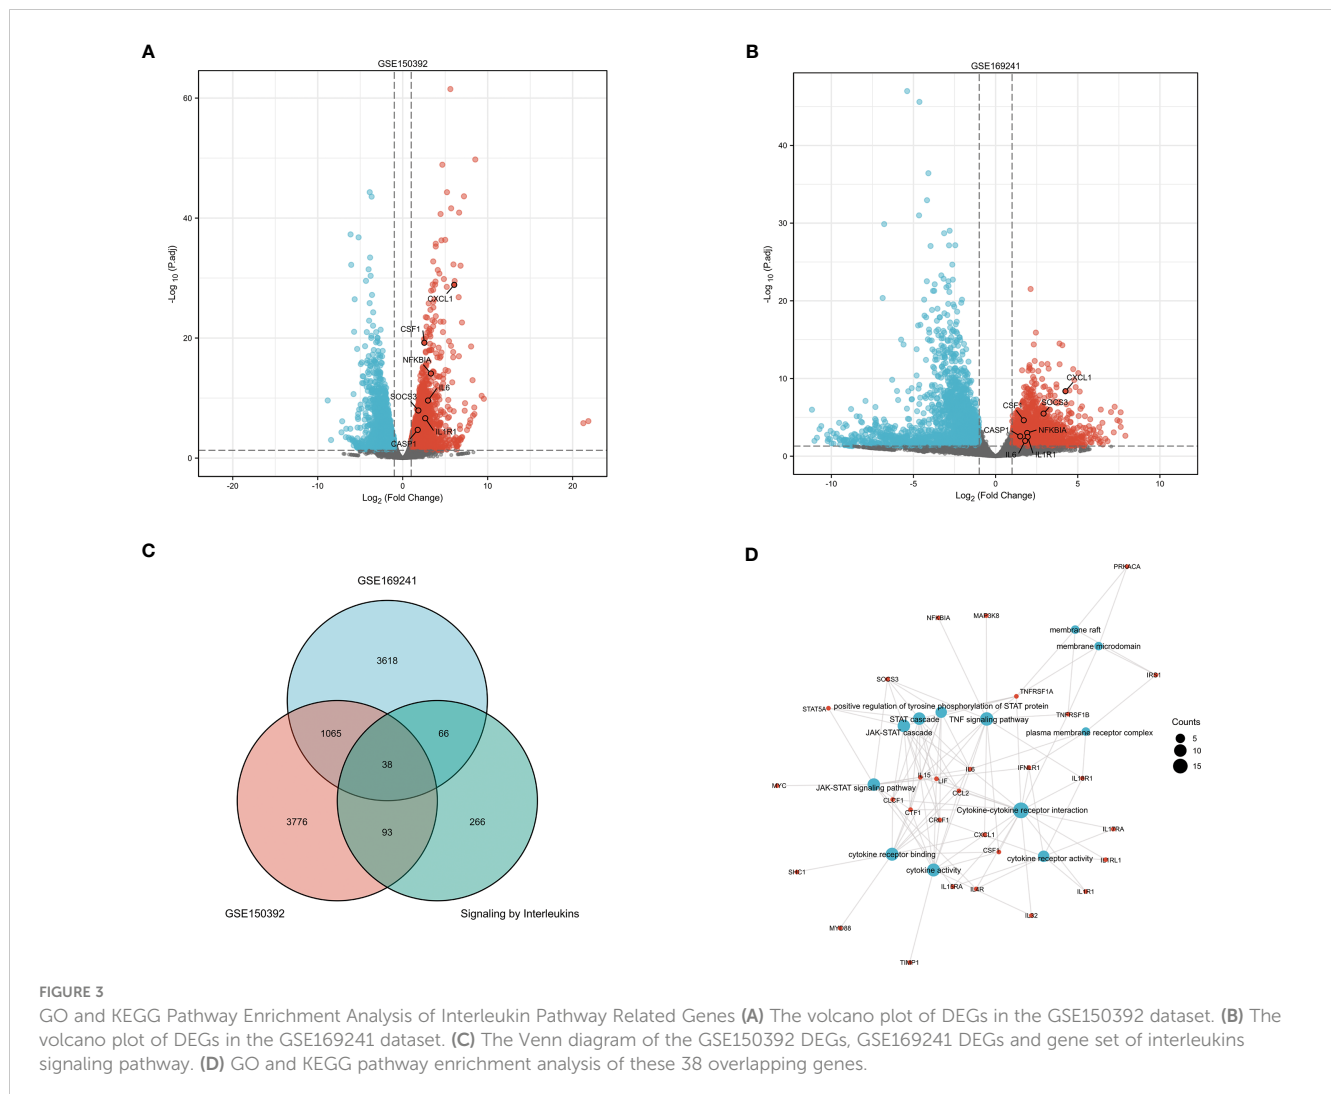 A
GSE150392
60
40
20
0
-Log 10 (P.adj)
CXCL1
CSF1
NFKBIA
IL6
SOCS3
IL1R1
CASP1
-20
-10
0
10
20
Log2 (Fold Change)
B
GSE169241
40
30
20
10
0
-Log 10 (P.adj)
CXCL1
CSF1
SOCS3
CASP1
NFKBIA
IL6
IL1R1
-10
-5
0
5
10
Log2 (Fold Change)
C
GSE169241
3618
1065
66
38
3776
93
266
GSE150392
Signaling by Interleukins
D
PRKACA
NFKBIA
MAP3K8
membrane raft
membrane microdomain
IRS1
SOCS3
TNFRSF1A
STAT5A
positive regulation of tyrosine phosphorylation of STAT protein
TNFRSF1B
STAT cascade
TNF signaling pathway
JAK-STAT cascade
plasma membrane receptor complex
Counts
5
10
15
IL6
IFNLR1
IL15
LIF
IL10R1
MYC
JAK-STAT signaling pathway
CCL2
CLCF1
CTF1
Cytokine-cytokine receptor interaction
CRLF1
CXCL1
IL17RA
CSF1
cytokine receptor binding
cytokine receptor activity
IL1RL1
cytokine activity
SHC1
IL15RA
IL4R
IL1R1
IL32
MYD88
TIMP1
FIGURE 3
GO and KEGG Pathway Enrichment Analysis of Interleukin Pathway Related Genes (A) The volcano plot of DEGs in the GSE150392 dataset. (B) The
volcano plot of DEGs in the GSE169241 dataset. (C) The Venn diagram of the GSE150392 DEGs, GSE169241 DEGs and gene set of interleukins
signaling pathway. (D) GO and KEGG pathway enrichment analysis of these 38 overlapping genes.